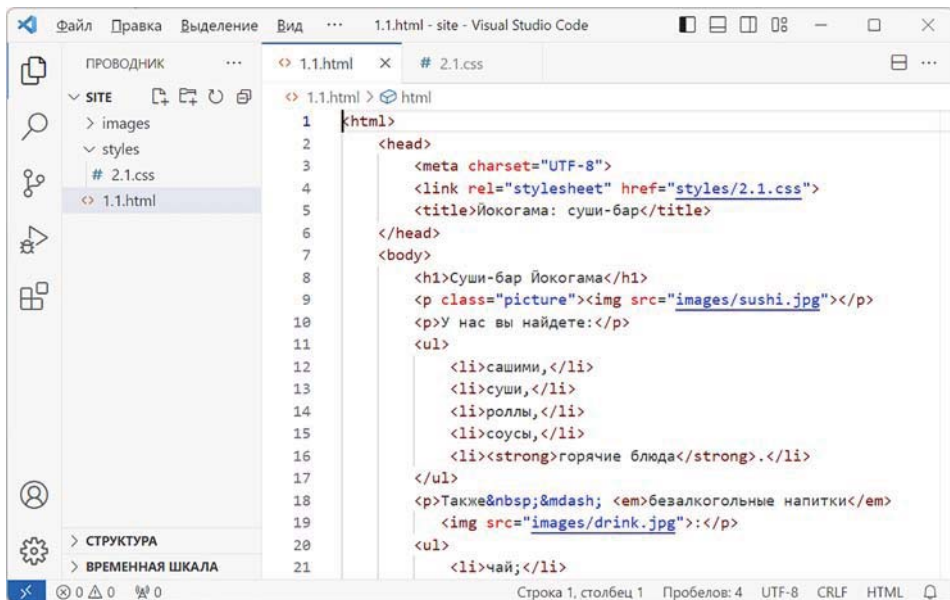 Файл Правка Выделение Вид ··· 1.1.html - site - Visual Studio Code
ПРОВОДНИК ···
SITE
images
styles
# 2.1.css
<> 1.1.html
СТРУКТУРА
ВРЕМЕННАЯ ШКАЛА
<> 1.1.html × # 2.1.css ···
<> 1.1.html > html
1 <html>
2 <head>
3 <meta charset="UTF-8">
4 <link rel="stylesheet" href="styles/2.1.css">
5 <title>Йокогама: суши-бар</title>
6 </head>
7 <body>
8 <h1>Суши-бар Йокогама</h1>
9 <p class="picture"><img src="images/sushi.jpg"></p>
10 <p>У нас вы найдете:</p>
11 <ul>
12 <li>сашими,</li>
13 <li>суши,</li>
14 <li>роллы,</li>
15 <li>соусы,</li>
16 <li><strong>горячие блюда</strong>.</li>
17 </ul>
18 <p>Также&nbsp;&mdash; <em>безалкогольные напитки</em>
19 <img src="images/drink.jpg">:</p>
20 <ul>
21 <li>чай;</li>
0 0 0 Строка 1, столбец 1 Пробелов: 4 UTF-8 CRLF HTML